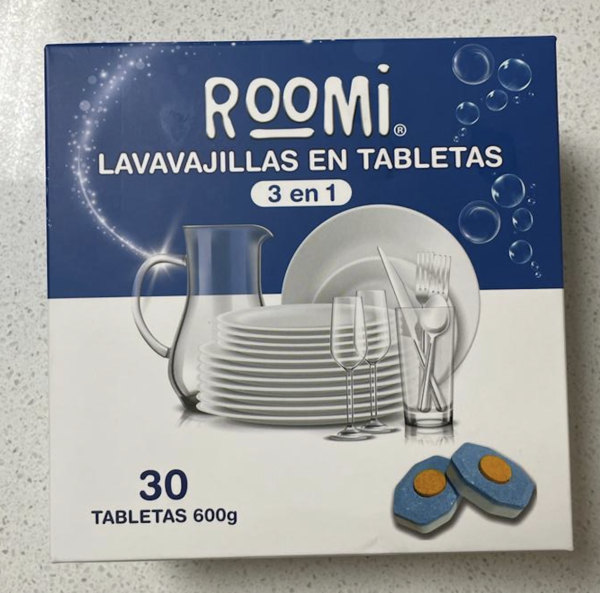 ROOMi®
LAVAVAJILLAS EN TABLETAS
3 en 1
30
TABLETAS 600g